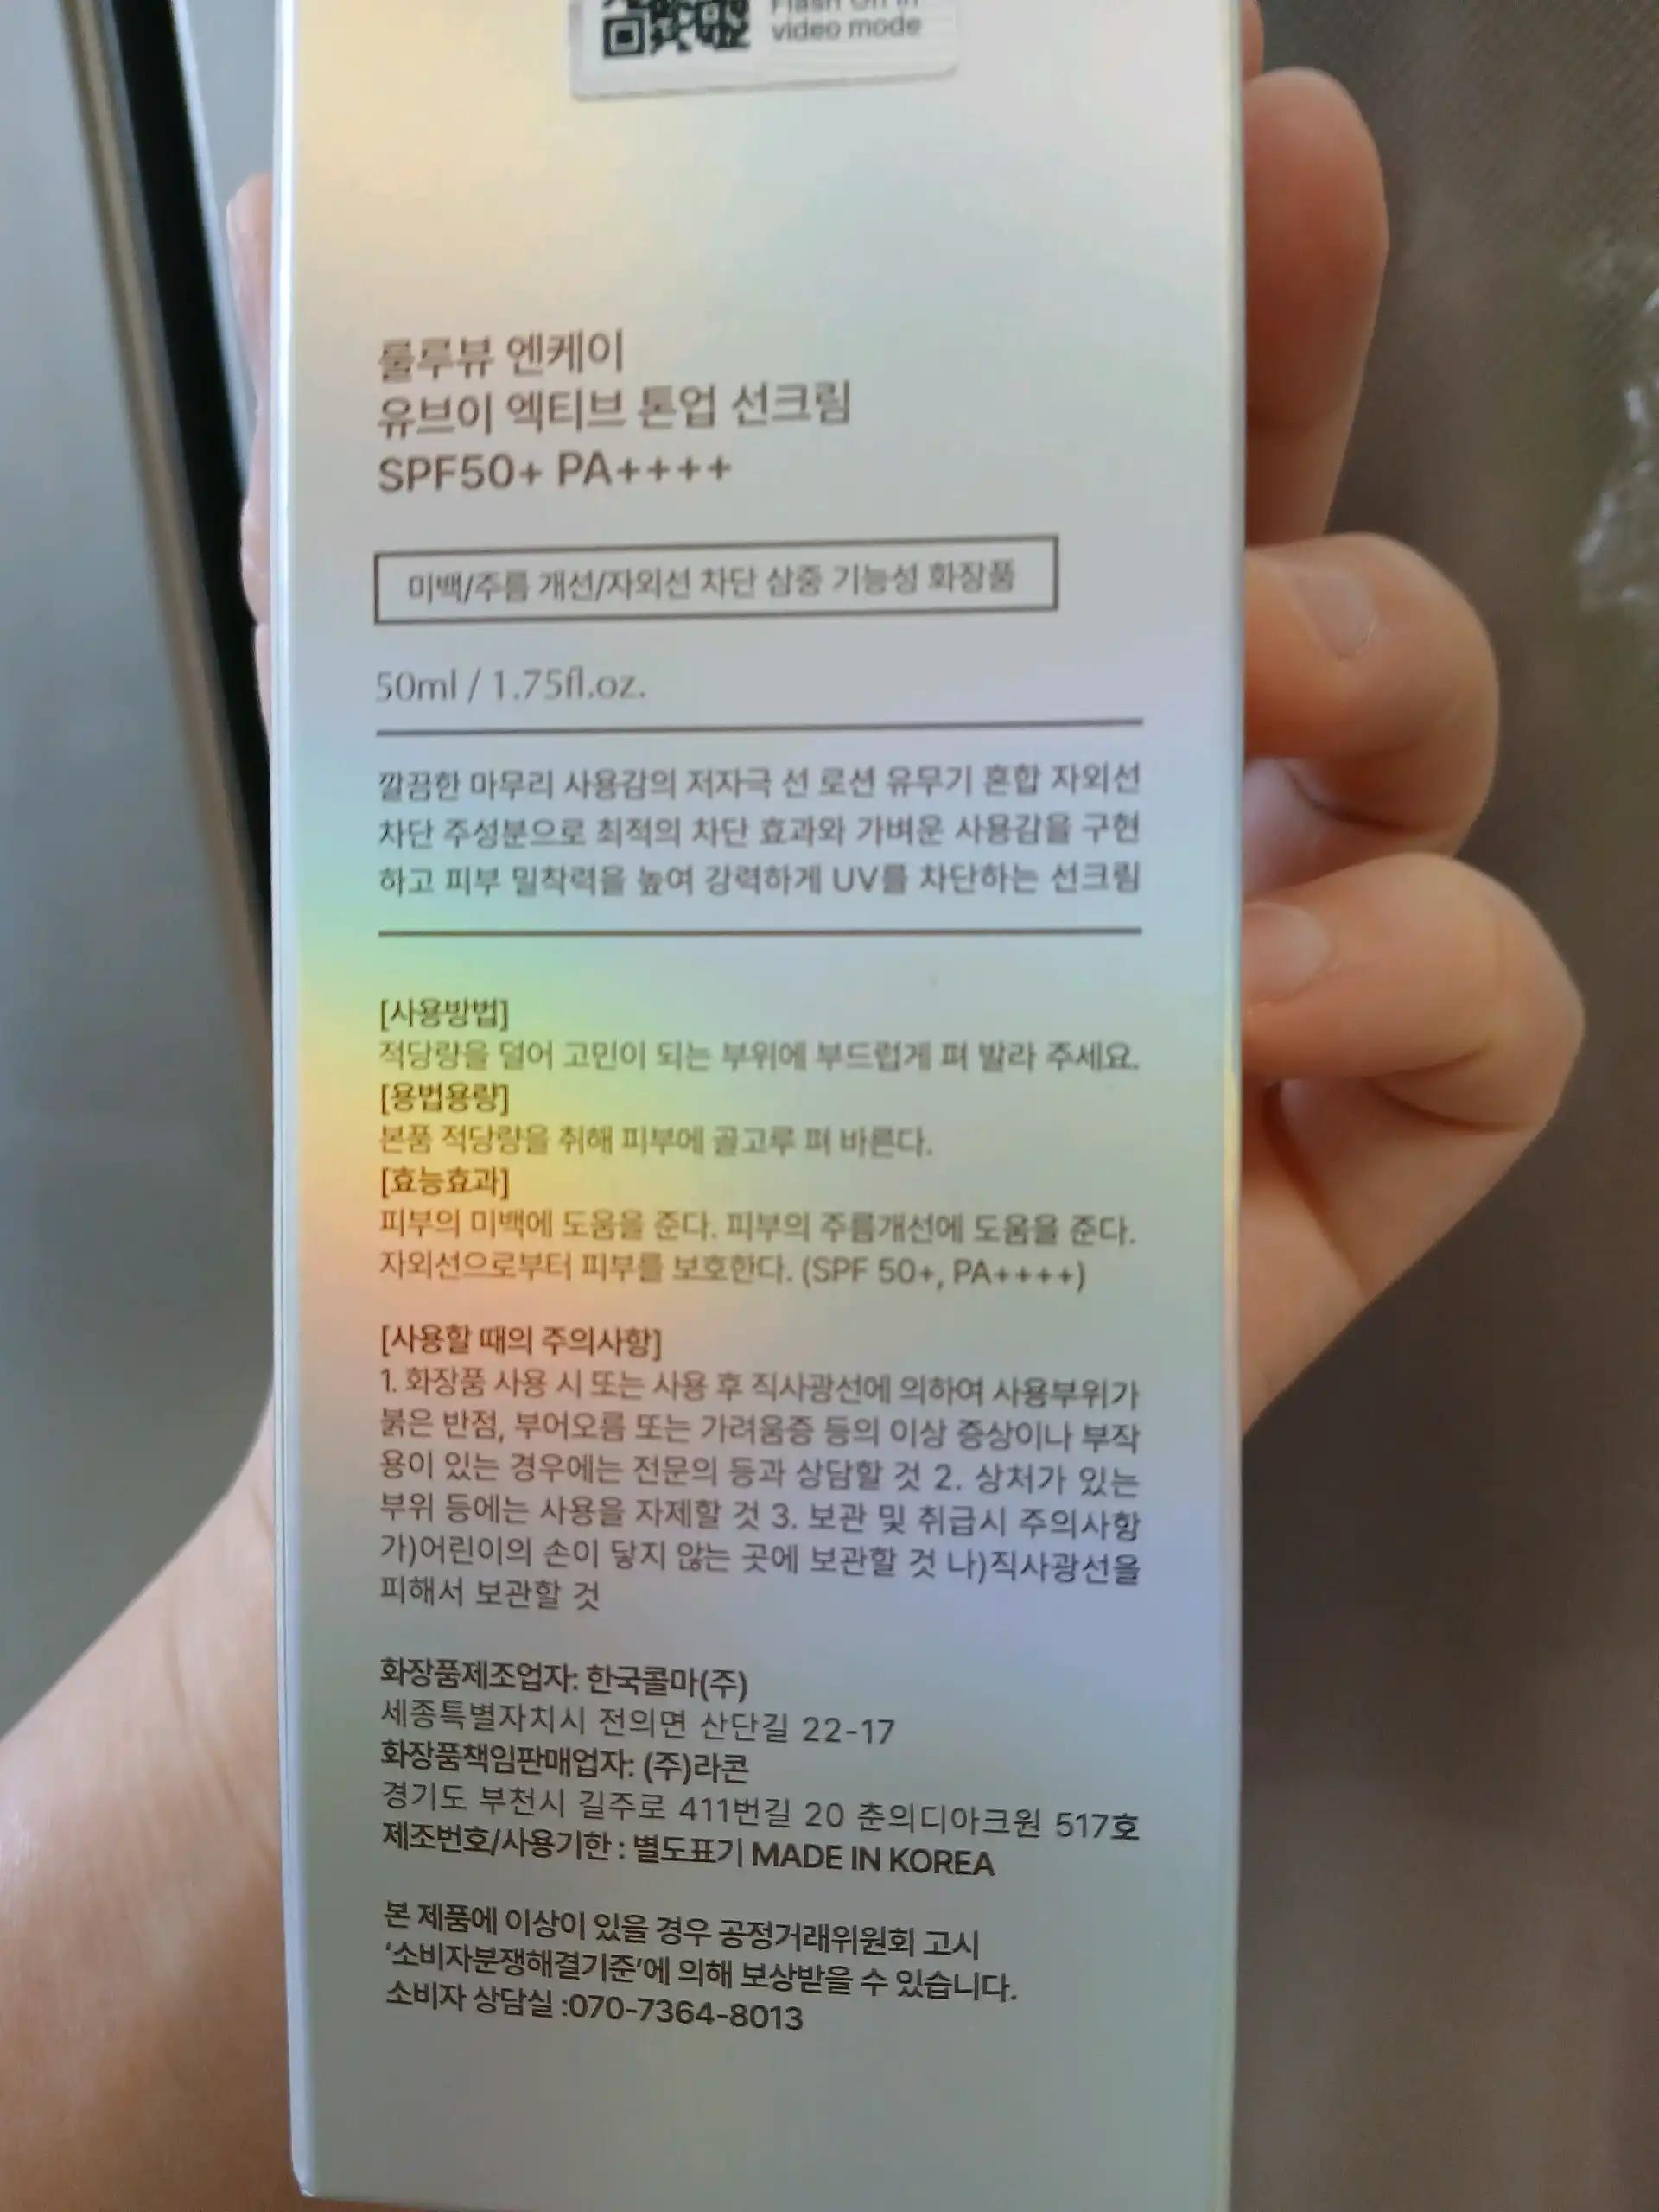 Flash On in
video mode
룰루뷰 엔케이
유브이 엑티브 톤업 선크림
SPF50+ PA++++
미백/주름 개선/자외선 차단 삼중 기능성 화장품
50ml / 1.75fl.oz.
깔끔한 마무리 사용감의 저자극 선 로션 유무기 혼합 자외선
차단 주성분으로 최적의 차단 효과와 가벼운 사용감을 구현
하고 피부 밀착력을 높여 강력하게 UV를 차단하는 선크림
[사용방법]
적당량을 덜어 고민이 되는 부위에 부드럽게 펴 발라 주세요.
[용법용량]
본품 적당량을 취해 피부에 골고루 펴 바른다.
[효능효과]
피부의 미백에 도움을 준다. 피부의 주름개선에 도움을 준다.
자외선으로부터 피부를 보호한다. (SPF 50+, PA++++)
[사용할 때의 주의사항]
1. 화장품 사용 시 또는 사용 후 직사광선에 의하여 사용부위가
붉은 반점, 부어오름 또는 가려움증 등의 이상 증상이나 부작
용이 있는 경우에는 전문의 등과 상담할 것 2. 상처가 있는
부위 등에는 사용을 자제할 것 3. 보관 및 취급시 주의사항
가)어린이의 손이 닿지 않는 곳에 보관할 것 나)직사광선을
피해서 보관할 것
화장품제조업자: 한국콜마(주)
세종특별자치시 전의면 산단길 22-17
화장품책임판매업자: (주)라콘
경기도 부천시 길주로 411번길 20 춘의디아크원 517호
제조번호/사용기한 : 별도표기 MADE IN KOREA
본 제품에 이상이 있을 경우 공정거래위원회 고시
'소비자분쟁해결기준'에 의해 보상받을 수 있습니다.
소비자 상담실 :070-7364-8013